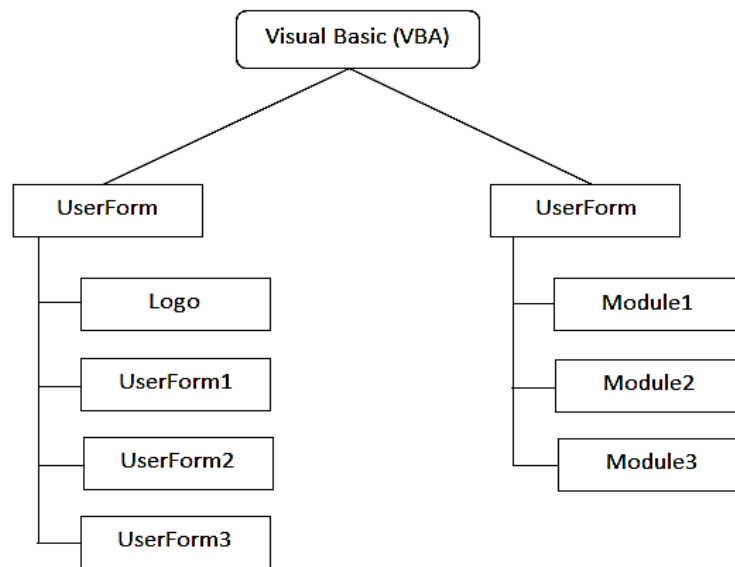 Visual Basic (VBA)
UserForm
Logo
UserForm1
UserForm2
UserForm3
UserForm
Module1
Module2
Module3